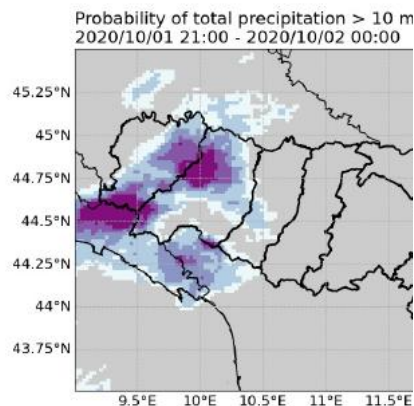 Probability of total precipitation > 10 m
2020/10/01 21:00 - 2020/10/02 00:00
45.25°N
45°N
44.75°N
44.5°N
44.25°N
44°N
43.75°N
9.5°E 10°E 10.5°E 11°E 11.5°E